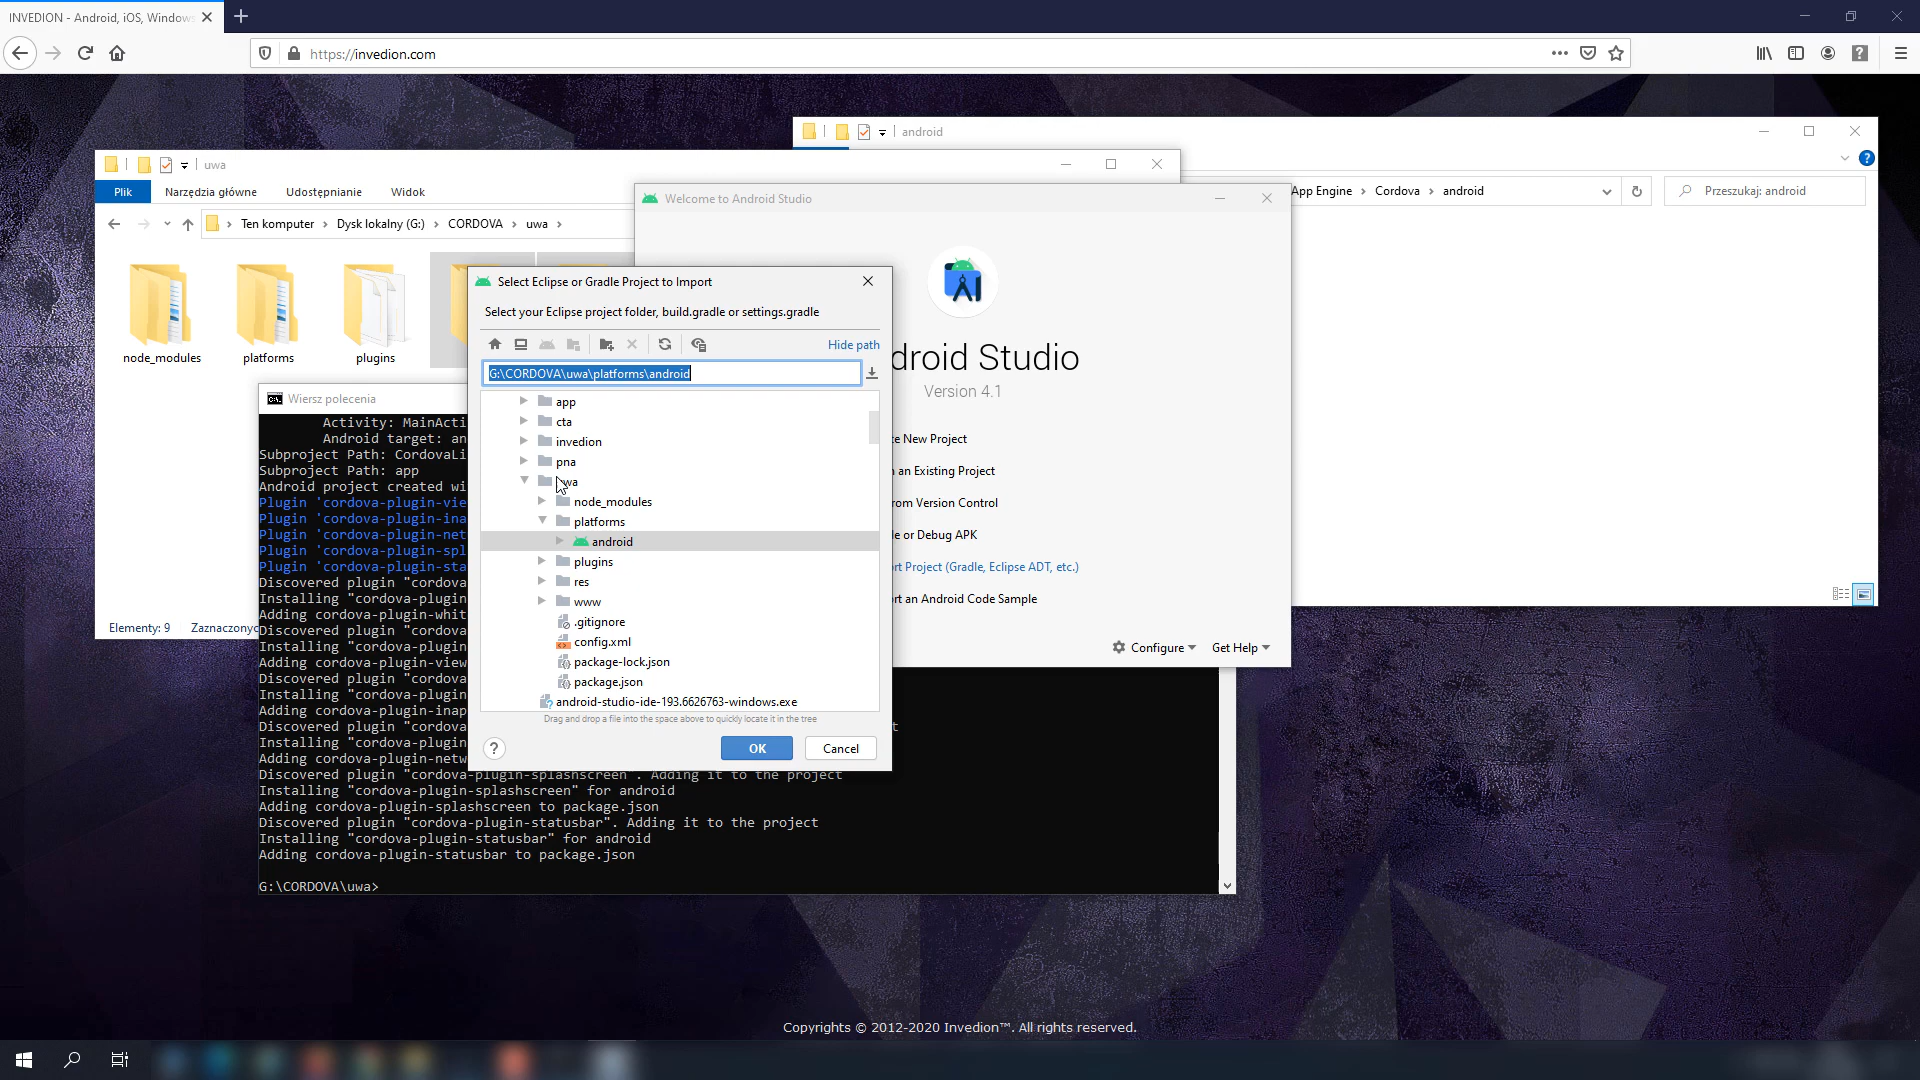 INVEDION - Android, iOS, Windows
https://invedion.com
android
uwa
Plik
Narzędzia główne
Udostępnianie
Widok
Welcome to Android Studio
App Engine
Cordova
android
Przeszukaj: android
Ten komputer
Dysk lokalny (G:)
CORDOVA
uwa
node_modules
platforms
plugins
Elementy: 9
Select Eclipse or Gradle Project to Import
Select your Eclipse project folder, build.gradle or settings.gradle
Hide path
G:\CORDOVA\uwa\platforms\android
app
cta
invedion
pna
node_modules
platforms
android
plugins
res
www
.gitignore
config.xml
package-lock.json
package.json
android-studio-ide-193.6626763-windows.exe
Drag and drop a file into the space above to quickly locate it in the tree
?
OK
Cancel
droid Studio
Version 4.1
e New Project
an Existing Project
rom Version Control
le or Debug APK
rt Project (Gradle, Eclipse ADT, etc.)
rt an Android Code Sample
Configure
Get Help
Wiersz polecenia
Activity: MainActi
Android target: an
Subproject Path: CordovaLi
Subproject Path: app
Android project created wi
Plugin 'cordova-plugin-vie
Plugin 'cordova-plugin-ina
Plugin 'cordova-plugin-net
Plugin 'cordova-plugin-spl
Plugin 'cordova-plugin-sta
Discovered plugin "cordova
Installing "cordova-plugin
Adding cordova-plugin-whit
Discovered plugin "cordova
Installing "cordova-plugin
Adding cordova-plugin-view
Discovered plugin "cordova
Installing "cordova-plugin
Adding cordova-plugin-inap
Discovered plugin "cordova
Installing "cordova-plugin
Adding cordova-plugin-netw
Discovered plugin "cordova-plugin-splashscreen". Adding it to the project
Installing "cordova-plugin-splashscreen" for android
Adding cordova-plugin-splashscreen to package.json
Discovered plugin "cordova-plugin-statusbar". Adding it to the project
Installing "cordova-plugin-statusbar" for android
Adding cordova-plugin-statusbar to package.json
G:\CORDOVA\uwa>
Copyrights © 2012-2020 Invedion™. All rights reserved.